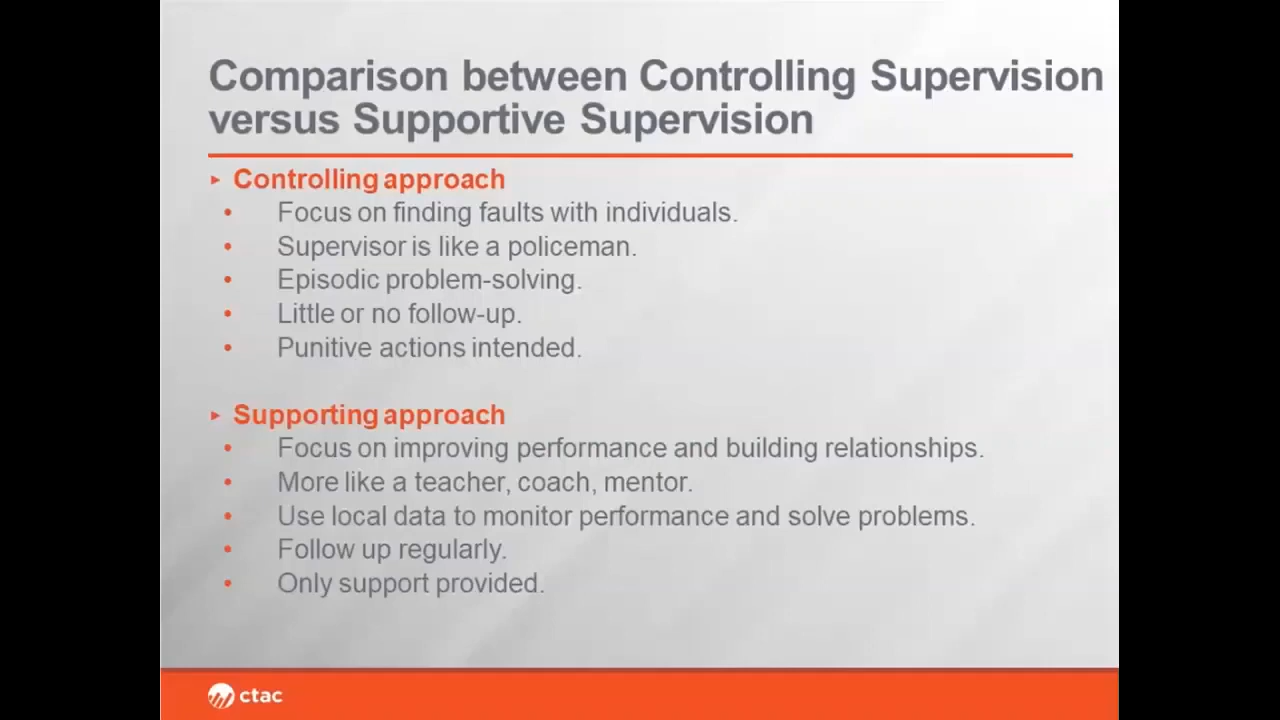 Comparison between Controlling Supervision
versus Supportive Supervision
▸ Controlling approach
• Focus on finding faults with individuals.
• Supervisor is like a policeman.
• Episodic problem-solving.
• Little or no follow-up.
• Punitive actions intended.
▸ Supporting approach
• Focus on improving performance and building relationships.
• More like a teacher, coach, mentor.
• Use local data to monitor performance and solve problems.
• Follow up regularly.
• Only support provided.
ctac